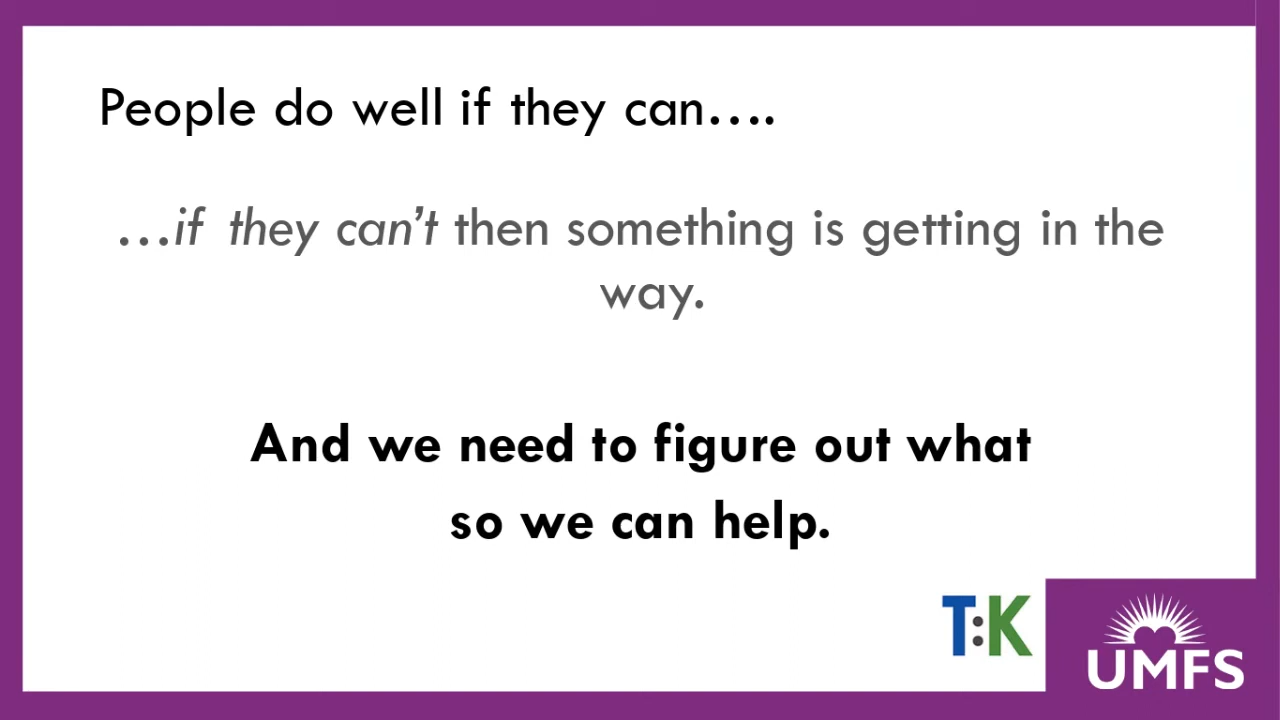 People do well if they can….
…if they can’t then something is getting in the
way.
And we need to figure out what
so we can help.
T:K
UMFS